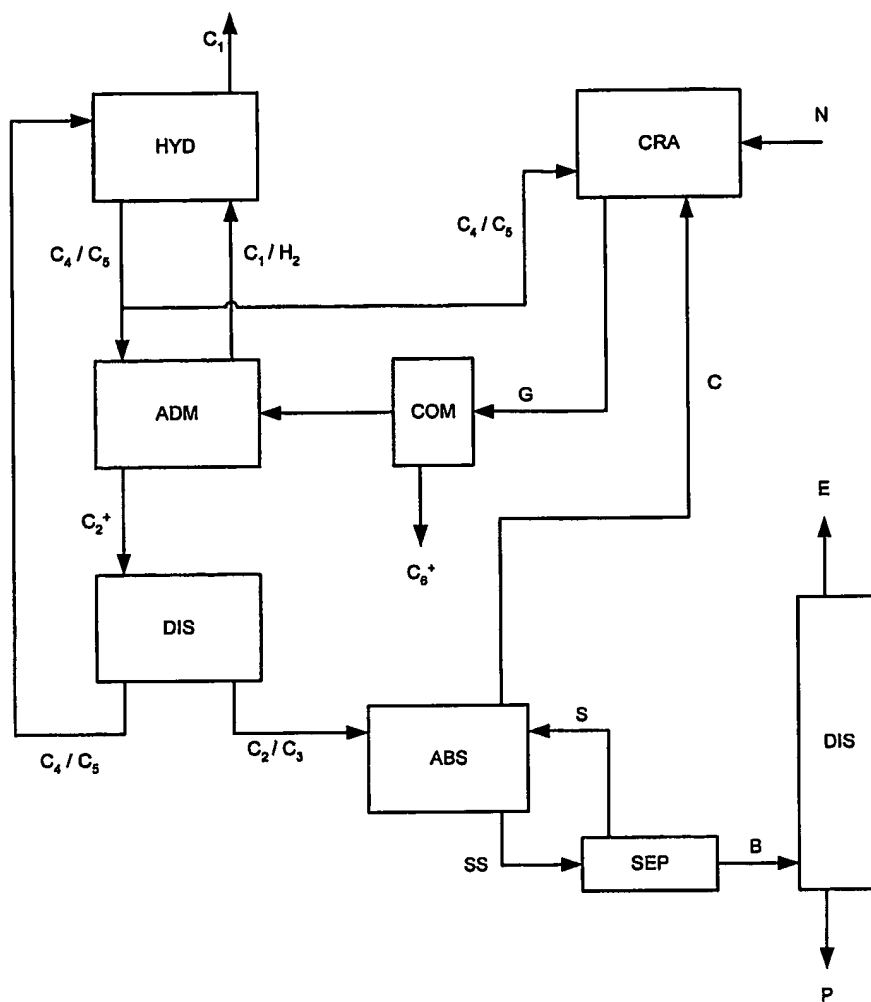 C₁
HYD
CRA
N
C₄ / C₅
C₁ / H₂
C₄ / C₅
ADM
COM
G
C
C₂⁺
C₆⁺
E
DIS
C₄ / C₅
C₂ / C₃
ABS
S
DIS
SS
SEP
B
P